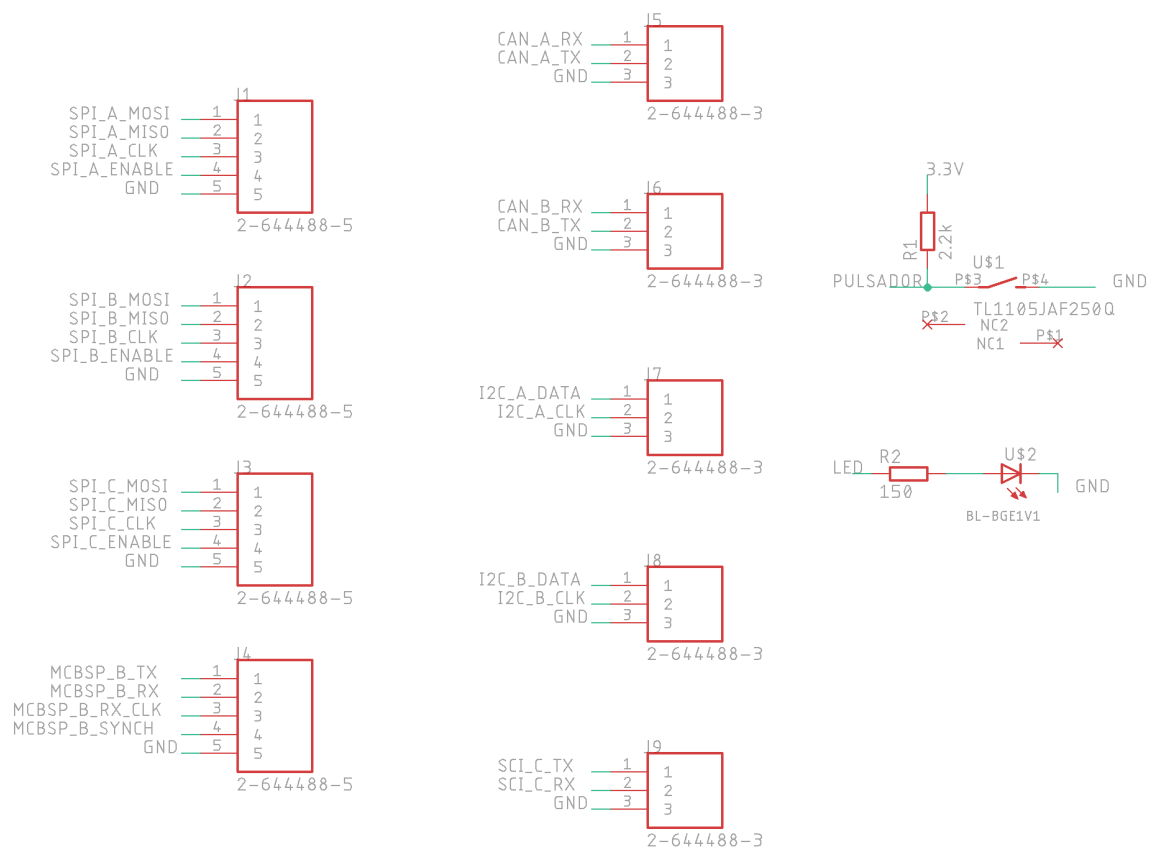 J1
SPI_A_MOSI 1 1
SPI_A_MISO 2 2
SPI_A_CLK 3 3
SPI_A_ENABLE 4 4
GND 5 5
2-644488-5
J2
SPI_B_MOSI 1 1
SPI_B_MISO 2 2
SPI_B_CLK 3 3
SPI_B_ENABLE 4 4
GND 5 5
2-644488-5
J3
SPI_C_MOSI 1 1
SPI_C_MISO 2 2
SPI_C_CLK 3 3
SPI_C_ENABLE 4 4
GND 5 5
2-644488-5
J4
MCBSP_B_TX 1 1
MCBSP_B_RX 2 2
MCBSP_B_RX_CLK 3 3
MCBSP_B_SYNCH 4 4
GND 5 5
2-644488-5
J5
CAN_A_RX 1 1
CAN_A_TX 2 2
GND 3 3
2-644488-3
J6
CAN_B_RX 1 1
CAN_B_TX 2 2
GND 3 3
2-644488-3
J7
I2C_A_DATA 1 1
I2C_A_CLK 2 2
GND 3 3
2-644488-3
J8
I2C_B_DATA 1 1
I2C_B_CLK 2 2
GND 3 3
2-644488-3
J9
SCI_C_TX 1 1
SCI_C_RX 2 2
GND 3 3
2-644488-3
3.3V
R1
2.2k
U$1
PULSADOR P$3 P$4 GND
TL1105JAF250Q
P$2 NC2
NC1 P$1
R2 U$2
LED
150
GND
BL-BGE1V1